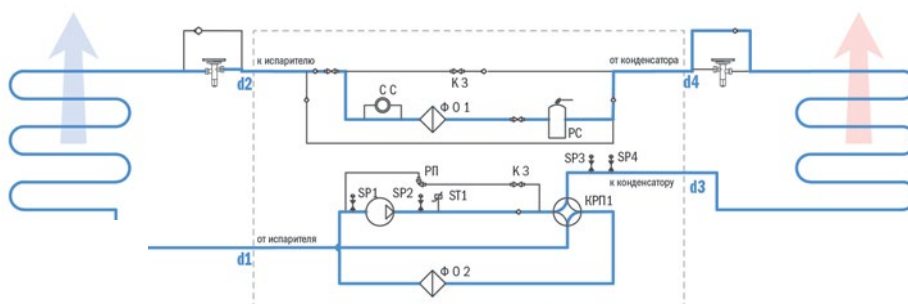 к испарителю
от конденсатора
d2
К З
d4
С С
Ф О 1
РС
SP3
SP4
РП
К З
к конденсатору
d3
SP1
SP2
ST1
КРП1
от испарителя
d1
Ф О 2